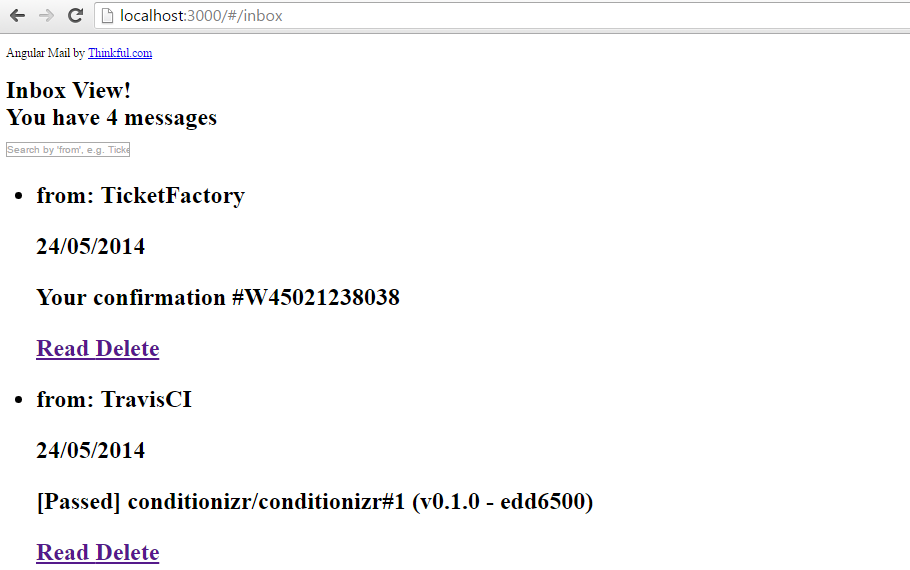 localhost:3000/#/inbox
Angular Mail by Thinkful.com
Inbox View!
You have 4 messages
Search by 'from', e.g. Ticke
from: TicketFactory
24/05/2014
Your confirmation #W45021238038
Read Delete
from: TravisCI
24/05/2014
[Passed] conditionizr/conditionizr#1 (v0.1.0 - edd6500)
Read Delete